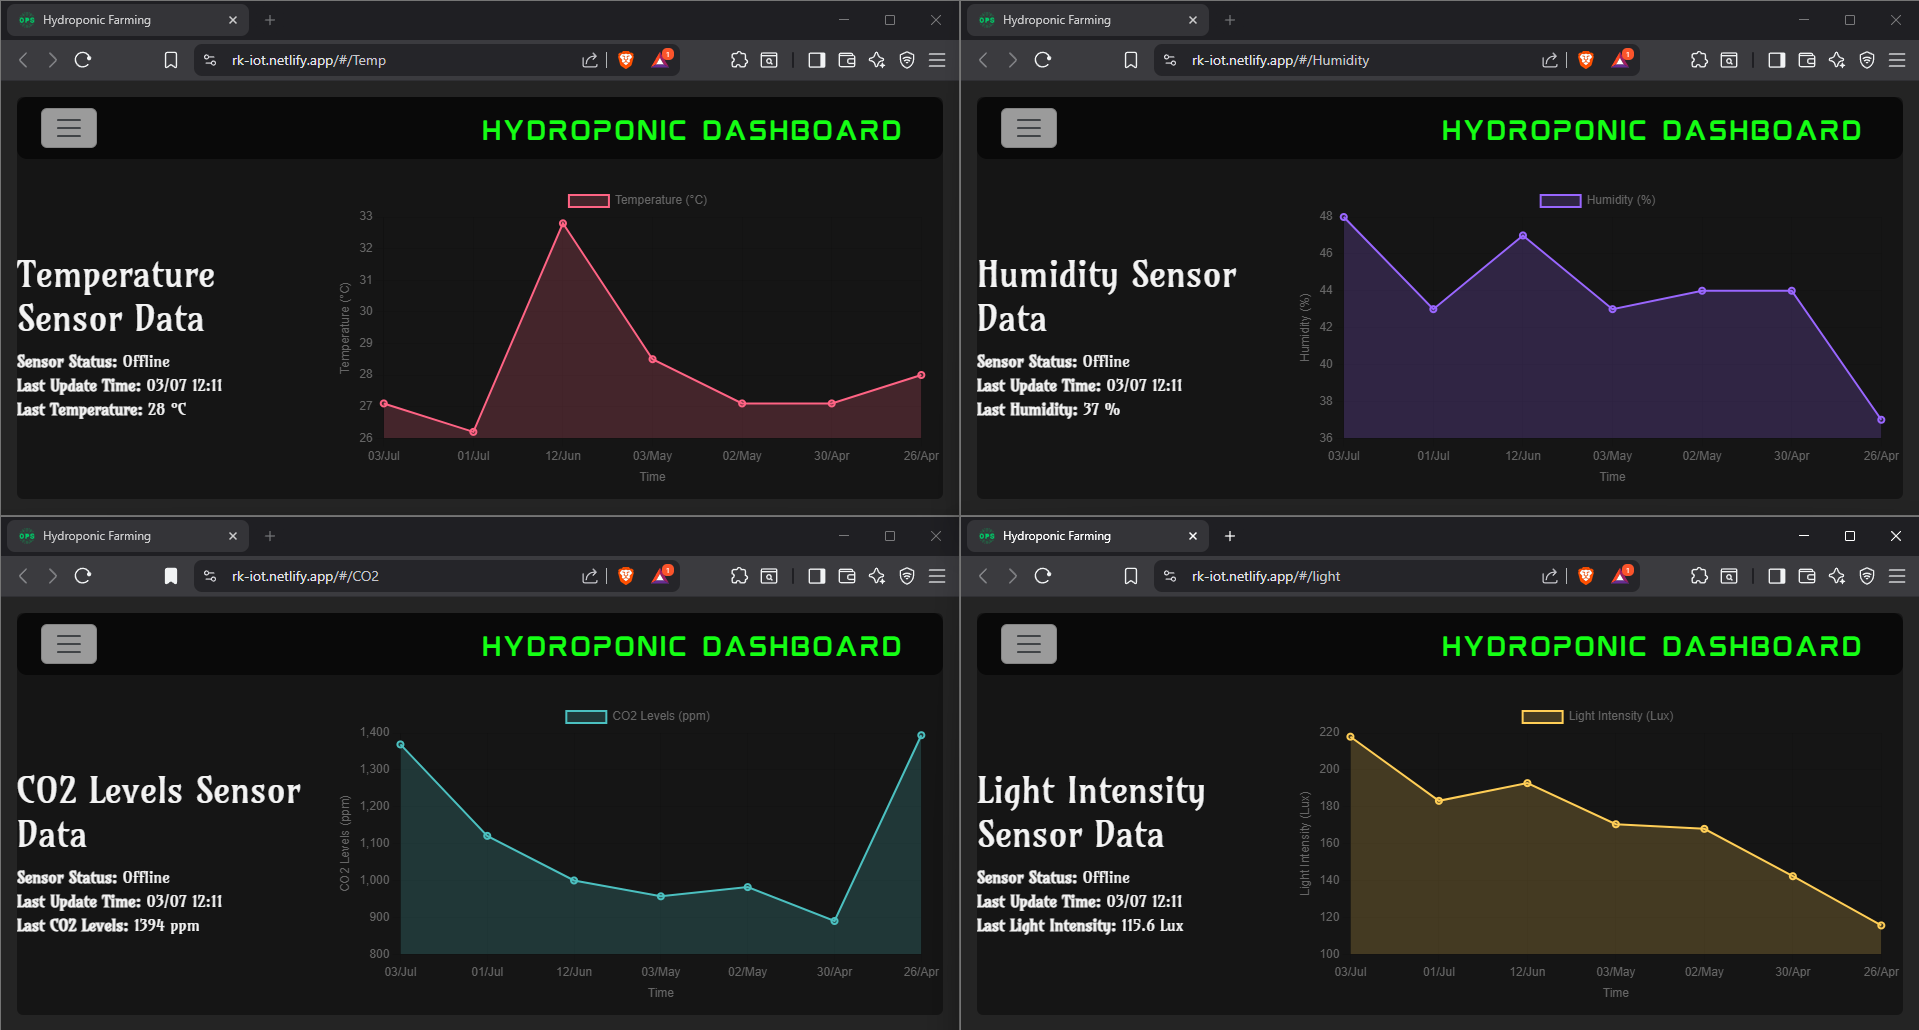 Hydroponic Farming
rk-iot.netlify.app/#/Temp
1
HYDROPONIC DASHBOARD
Temperature
Sensor Data
Sensor Status: Offline
Last Update Time: 03/07 12:11
Last Temperature: 28 °C
Temperature (°C)
Temperature (°C)
33
32
31
30
29
28
27
26
03/Jul 01/Jul 12/Jun 03/May 02/May 30/Apr 26/Apr
Time
Hydroponic Farming
rk-iot.netlify.app/#/Humidity
1
HYDROPONIC DASHBOARD
Humidity Sensor
Data
Sensor Status: Offline
Last Update Time: 03/07 12:11
Last Humidity: 37 %
Humidity (%)
Humidity (%)
48
46
44
42
40
38
36
03/Jul 01/Jul 12/Jun 03/May 02/May 30/Apr 26/Apr
Time
Hydroponic Farming
rk-iot.netlify.app/#/CO2
1
HYDROPONIC DASHBOARD
CO2 Levels Sensor
Data
Sensor Status: Offline
Last Update Time: 03/07 12:11
Last CO2 Levels: 1394 ppm
CO2 Levels (ppm)
CO2 Levels (ppm)
1,400
1,300
1,200
1,100
1,000
900
800
03/Jul 01/Jul 12/Jun 03/May 02/May 30/Apr 26/Apr
Time
Hydroponic Farming
rk-iot.netlify.app/#/light
1
HYDROPONIC DASHBOARD
Light Intensity
Sensor Data
Sensor Status: Offline
Last Update Time: 03/07 12:11
Last Light Intensity: 115.6 Lux
Light Intensity (Lux)
Light Intensity (Lux)
220
200
180
160
140
120
100
03/Jul 01/Jul 12/Jun 03/May 02/May 30/Apr 26/Apr
Time